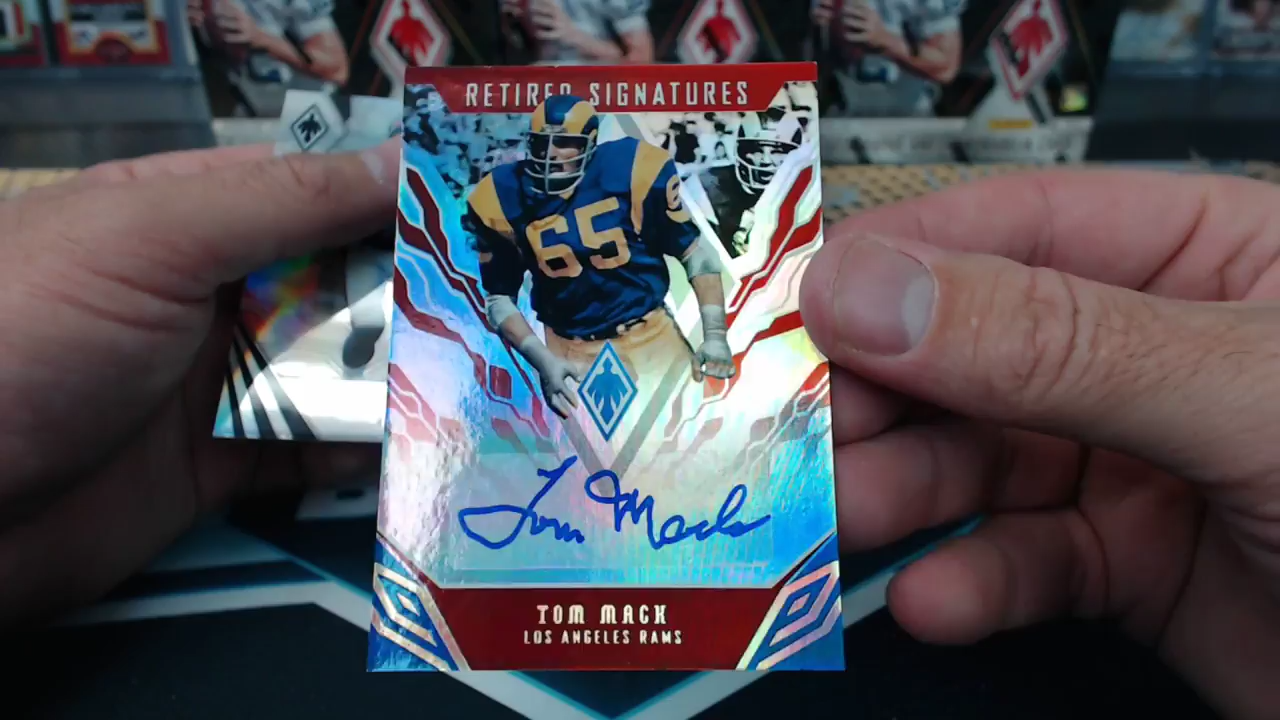 RETIRED SIGNATURES
65
Tom Mack
TOM MACK
LOS ANGELES RAMS